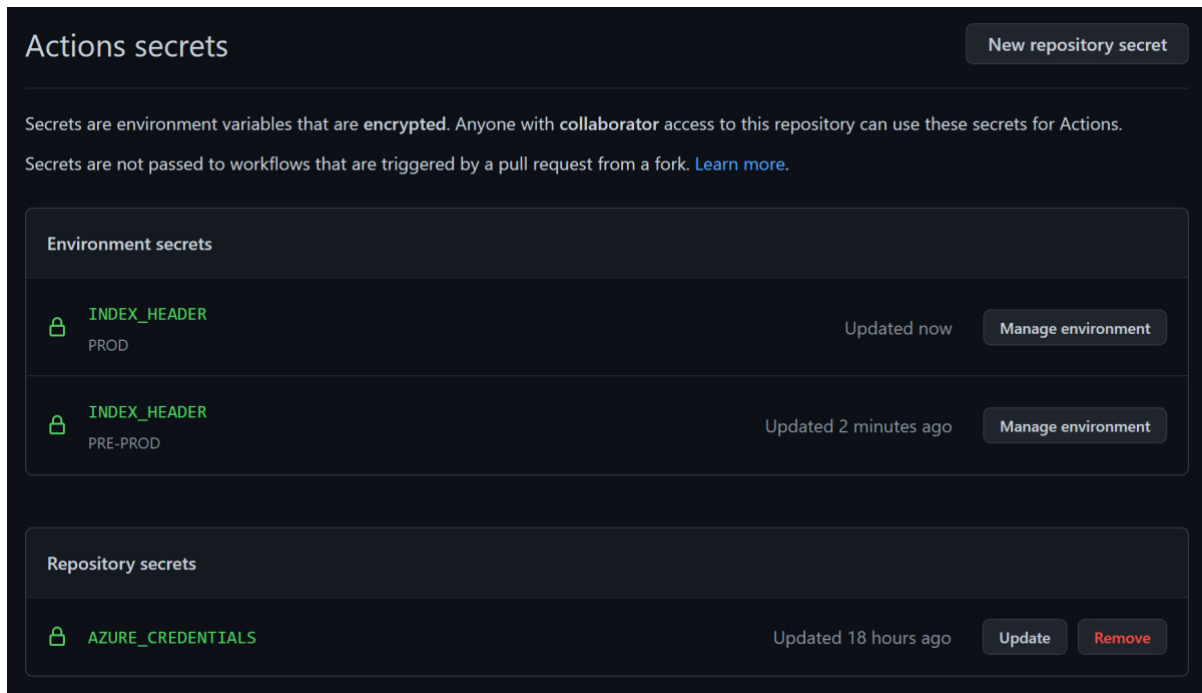 Actions secrets
New repository secret
Secrets are environment variables that are encrypted. Anyone with collaborator access to this repository can use these secrets for Actions.
Secrets are not passed to workflows that are triggered by a pull request from a fork. Learn more.
Environment secrets
INDEX_HEADER
PROD
Updated now
Manage environment
INDEX_HEADER
PRE-PROD
Updated 2 minutes ago
Manage environment
Repository secrets
AZURE_CREDENTIALS
Updated 18 hours ago
Update
Remove